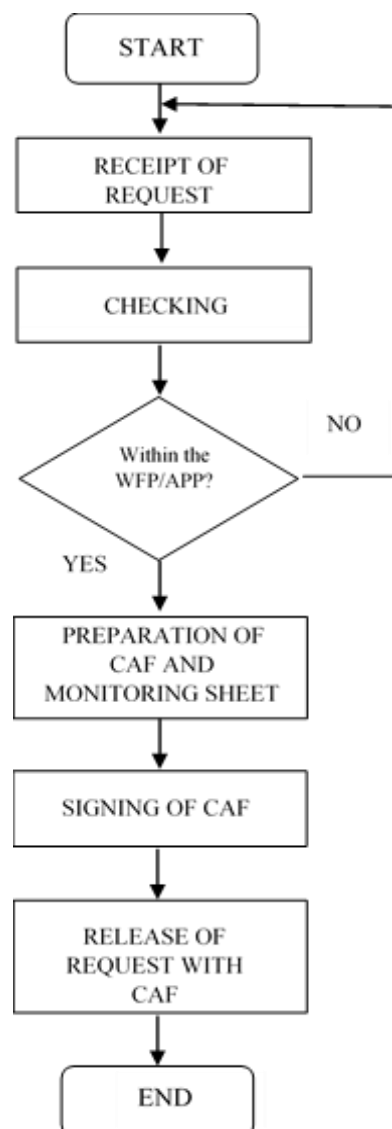 START
RECEIPT OF
REQUEST
CHECKING
Within the
WFP/APP?
NO
YES
PREPARATION OF
CAF AND
MONITORING SHEET
SIGNING OF CAF
RELEASE OF
REQUEST WITH
CAF
END